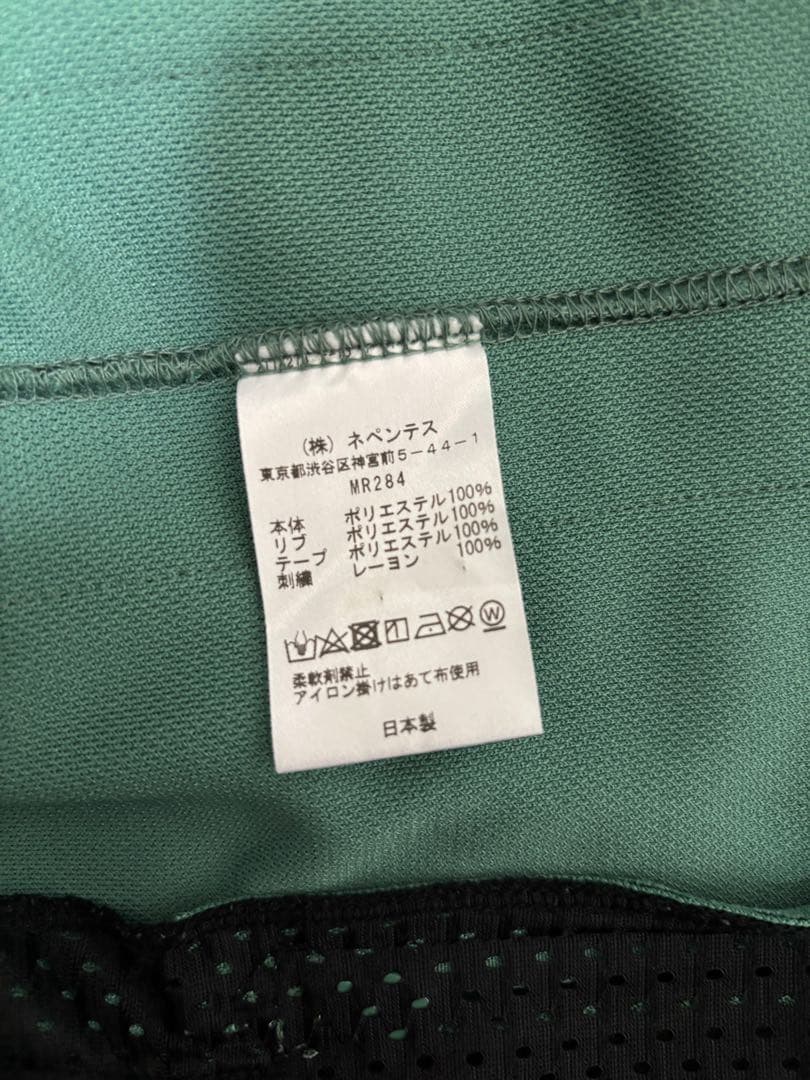 (株) ネペンテス
東京都渋谷区神宮前5-44-1
MR284
本体 ポリエステル100%
リブ ポリエステル100%
テープ ポリエステル100%
刺繍 レーヨン 100%
W
柔軟剤禁止
アイロン掛けはあて布使用
日本製